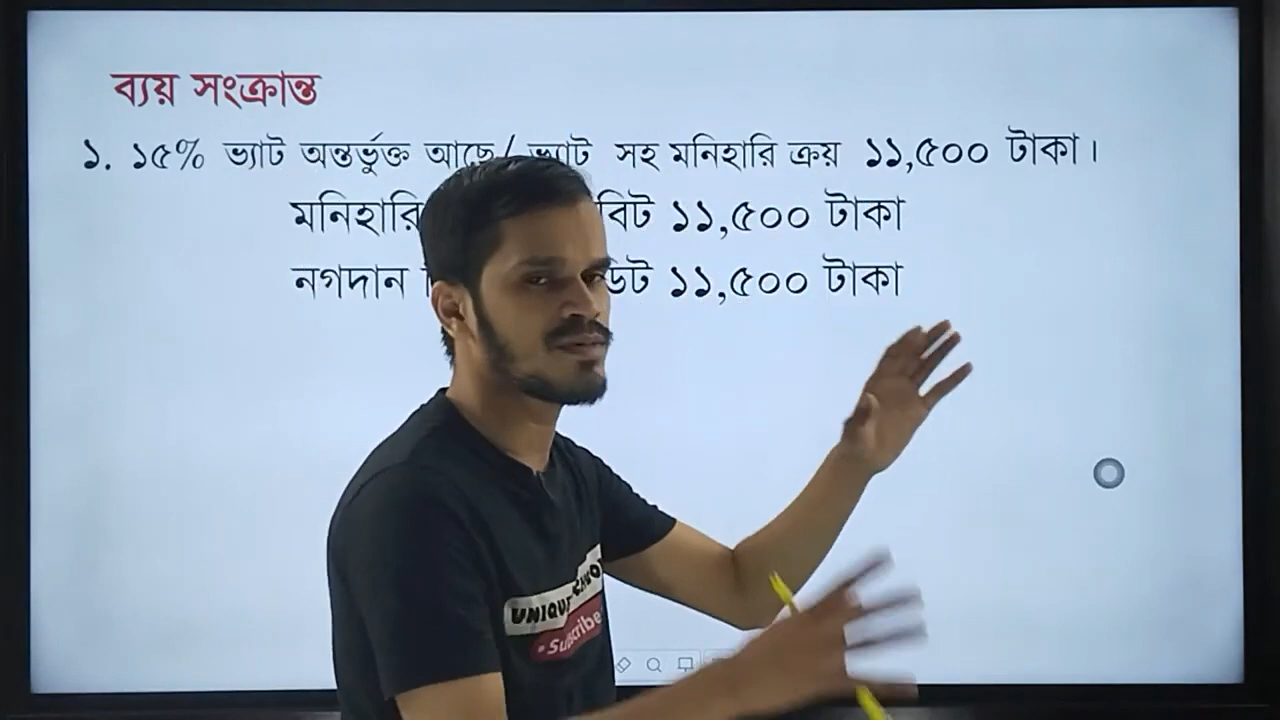 ব্যয় সংক্রান্ত
১. ১৫% ভ্যাট অন্তর্ভুক্ত আছে/ ভ্যাট সহ মনিহারি ক্রয় ১১,৫০০ টাকা।
মনিহারি ১১,৫০০ টাকা
নগদান ১১,৫০০ টাকা
UNIQUE
Subscribe